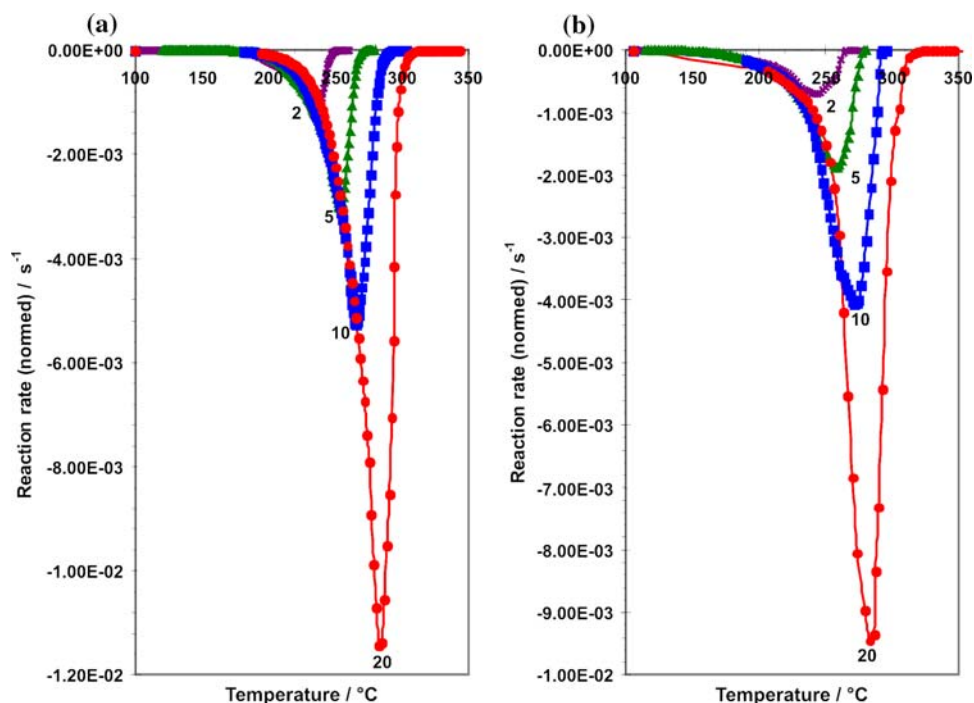 (a)
0.00E+00
100 150 200 250 300 350
-2.00E-03
-4.00E-03
-6.00E-03
-8.00E-03
-1.00E-02
-1.20E-02
2
5
10
20
Reaction rate (normed) / s⁻¹
Temperature / °C
(b)
0.00E+00
100 150 200 250 300 350
-1.00E-03
-2.00E-03
-3.00E-03
-4.00E-03
-5.00E-03
-6.00E-03
-7.00E-03
-8.00E-03
-9.00E-03
-1.00E-02
2
5
10
20
Reaction rate (normed) / s⁻¹
Temperature / °C